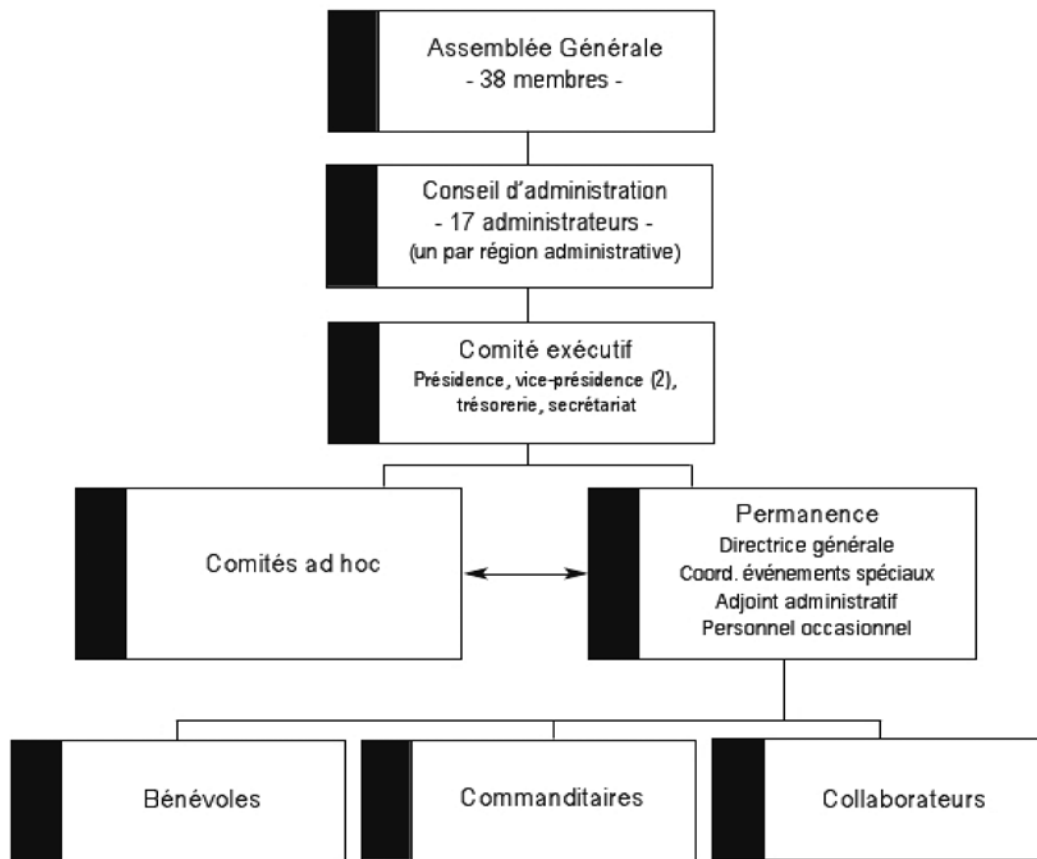 Assemblée Générale
- 38 membres -
Conseil d'administration
- 17 administrateurs -
(un par région administrative)
Comité exécutif
Présidence, vice-présidence (2),
trésorerie, secrétariat
Comités ad hoc
Permanence
Directrice générale
Coord. événements spéciaux
Adjoint administratif
Personnel occasionnel
Bénévoles
Commanditaires
Collaborateurs